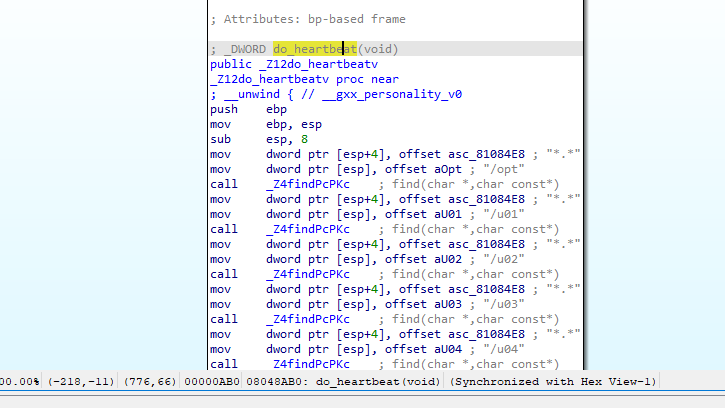 ; Attributes: bp-based frame
; _DWORD do_heartbeat(void)
public _Z12do_heartbeatv
_Z12do_heartbeatv proc near
; __unwind { // __gxx_personality_v0
push    ebp
mov     ebp, esp
sub     esp, 8
mov     dword ptr [esp+4], offset asc_81084E8 ; "*.*"
mov     dword ptr [esp], offset aOpt ; "/opt"
call    _Z4findPcPKc    ; find(char *,char const*)
mov     dword ptr [esp+4], offset asc_81084E8 ; "*.*"
mov     dword ptr [esp], offset aU01 ; "/u01"
call    _Z4findPcPKc    ; find(char *,char const*)
mov     dword ptr [esp+4], offset asc_81084E8 ; "*.*"
mov     dword ptr [esp], offset aU02 ; "/u02"
call    _Z4findPcPKc    ; find(char *,char const*)
mov     dword ptr [esp+4], offset asc_81084E8 ; "*.*"
mov     dword ptr [esp], offset aU03 ; "/u03"
call    _Z4findPcPKc    ; find(char *,char const*)
mov     dword ptr [esp+4], offset asc_81084E8 ; "*.*"
mov     dword ptr [esp], offset aU04 ; "/u04"
call    _Z4findPcPKc    ; find(char *,char const*)
00.00% (-218,-11) (776,66) 00000AB0 08048AB0: do_heartbeat(void) (Synchronized with Hex View-1)